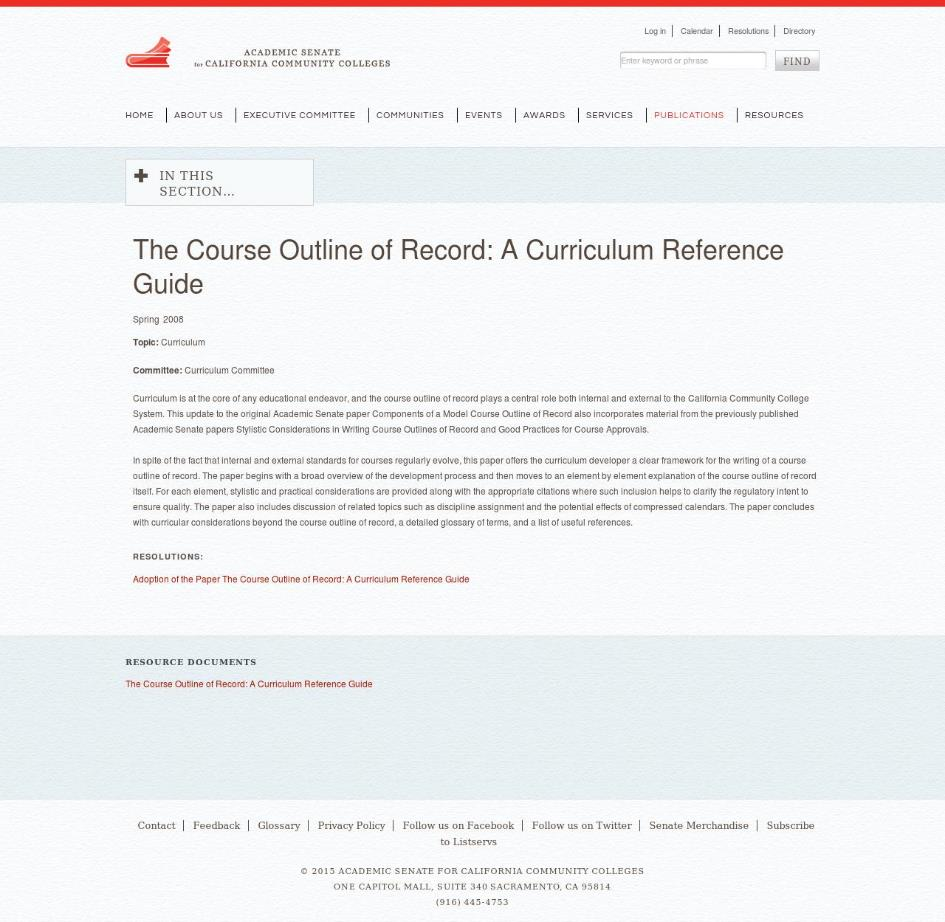 Log in
Calendar
Resolutions
Directory
ACADEMIC SENATE
for CALIFORNIA COMMUNITY COLLEGES
Enter keyword or phrase
FIND
HOME
ABOUT US
EXECUTIVE COMMITTEE
COMMUNITIES
EVENTS
AWARDS
SERVICES
PUBLICATIONS
RESOURCES
IN THIS
SECTION...
The Course Outline of Record: A Curriculum Reference
Guide
Spring 2008
Topic: Curriculum
Committee: Curriculum Committee
Curriculum is at the core of any educational endeavor, and the course outline of record plays a central role both internal and external to the California Community College
System. This update to the original Academic Senate paper Components of a Model Course Outline of Record also incorporates material from the previously published
Academic Senate papers Stylistic Considerations in Writing Course Outlines of Record and Good Practices for Course Approvals.
In spite of the fact that internal and external standards for courses regularly evolve, this paper offers the curriculum developer a clear framework for the writing of a course
outline of record. The paper begins with a broad overview of the development process and then moves to an element by element explanation of the course outline of record
itself. For each element, stylistic and practical considerations are provided along with the appropriate citations where such inclusion helps to clarify the regulatory intent to
ensure quality. The paper also includes discussion of related topics such as discipline assignment and the potential effects of compressed calendars. The paper concludes
with curricular considerations beyond the course outline of record, a detailed glossary of terms, and a list of useful references.
RESOLUTIONS:
Adoption of the Paper The Course Outline of Record: A Curriculum Reference Guide
RESOURCE DOCUMENTS
The Course Outline of Record: A Curriculum Reference Guide
Contact | Feedback | Glossary | Privacy Policy | Follow us on Facebook | Follow us on Twitter | Senate Merchandise | Subscribe
to Listservs
© 2015 ACADEMIC SENATE FOR CALIFORNIA COMMUNITY COLLEGES
ONE CAPITOL MALL, SUITE 340 SACRAMENTO, CA 95814
(916) 445-4753